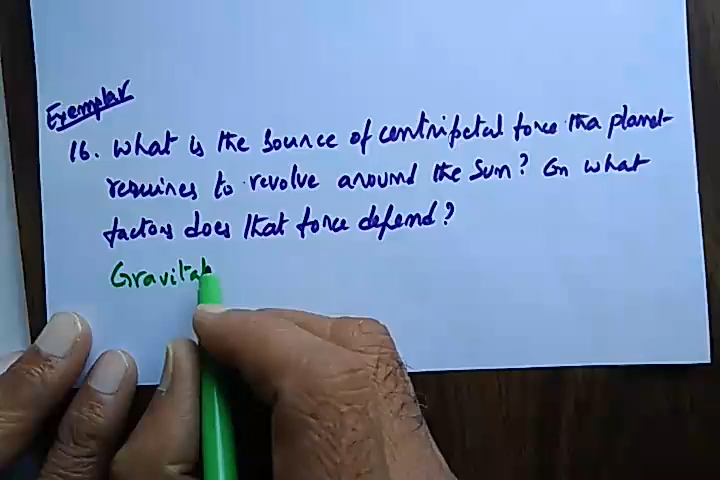 Exemplar
16. What is the source of centripetal force tha planet
requires to revolve around the Sun? On what
factors does that force depend?
Gravitat